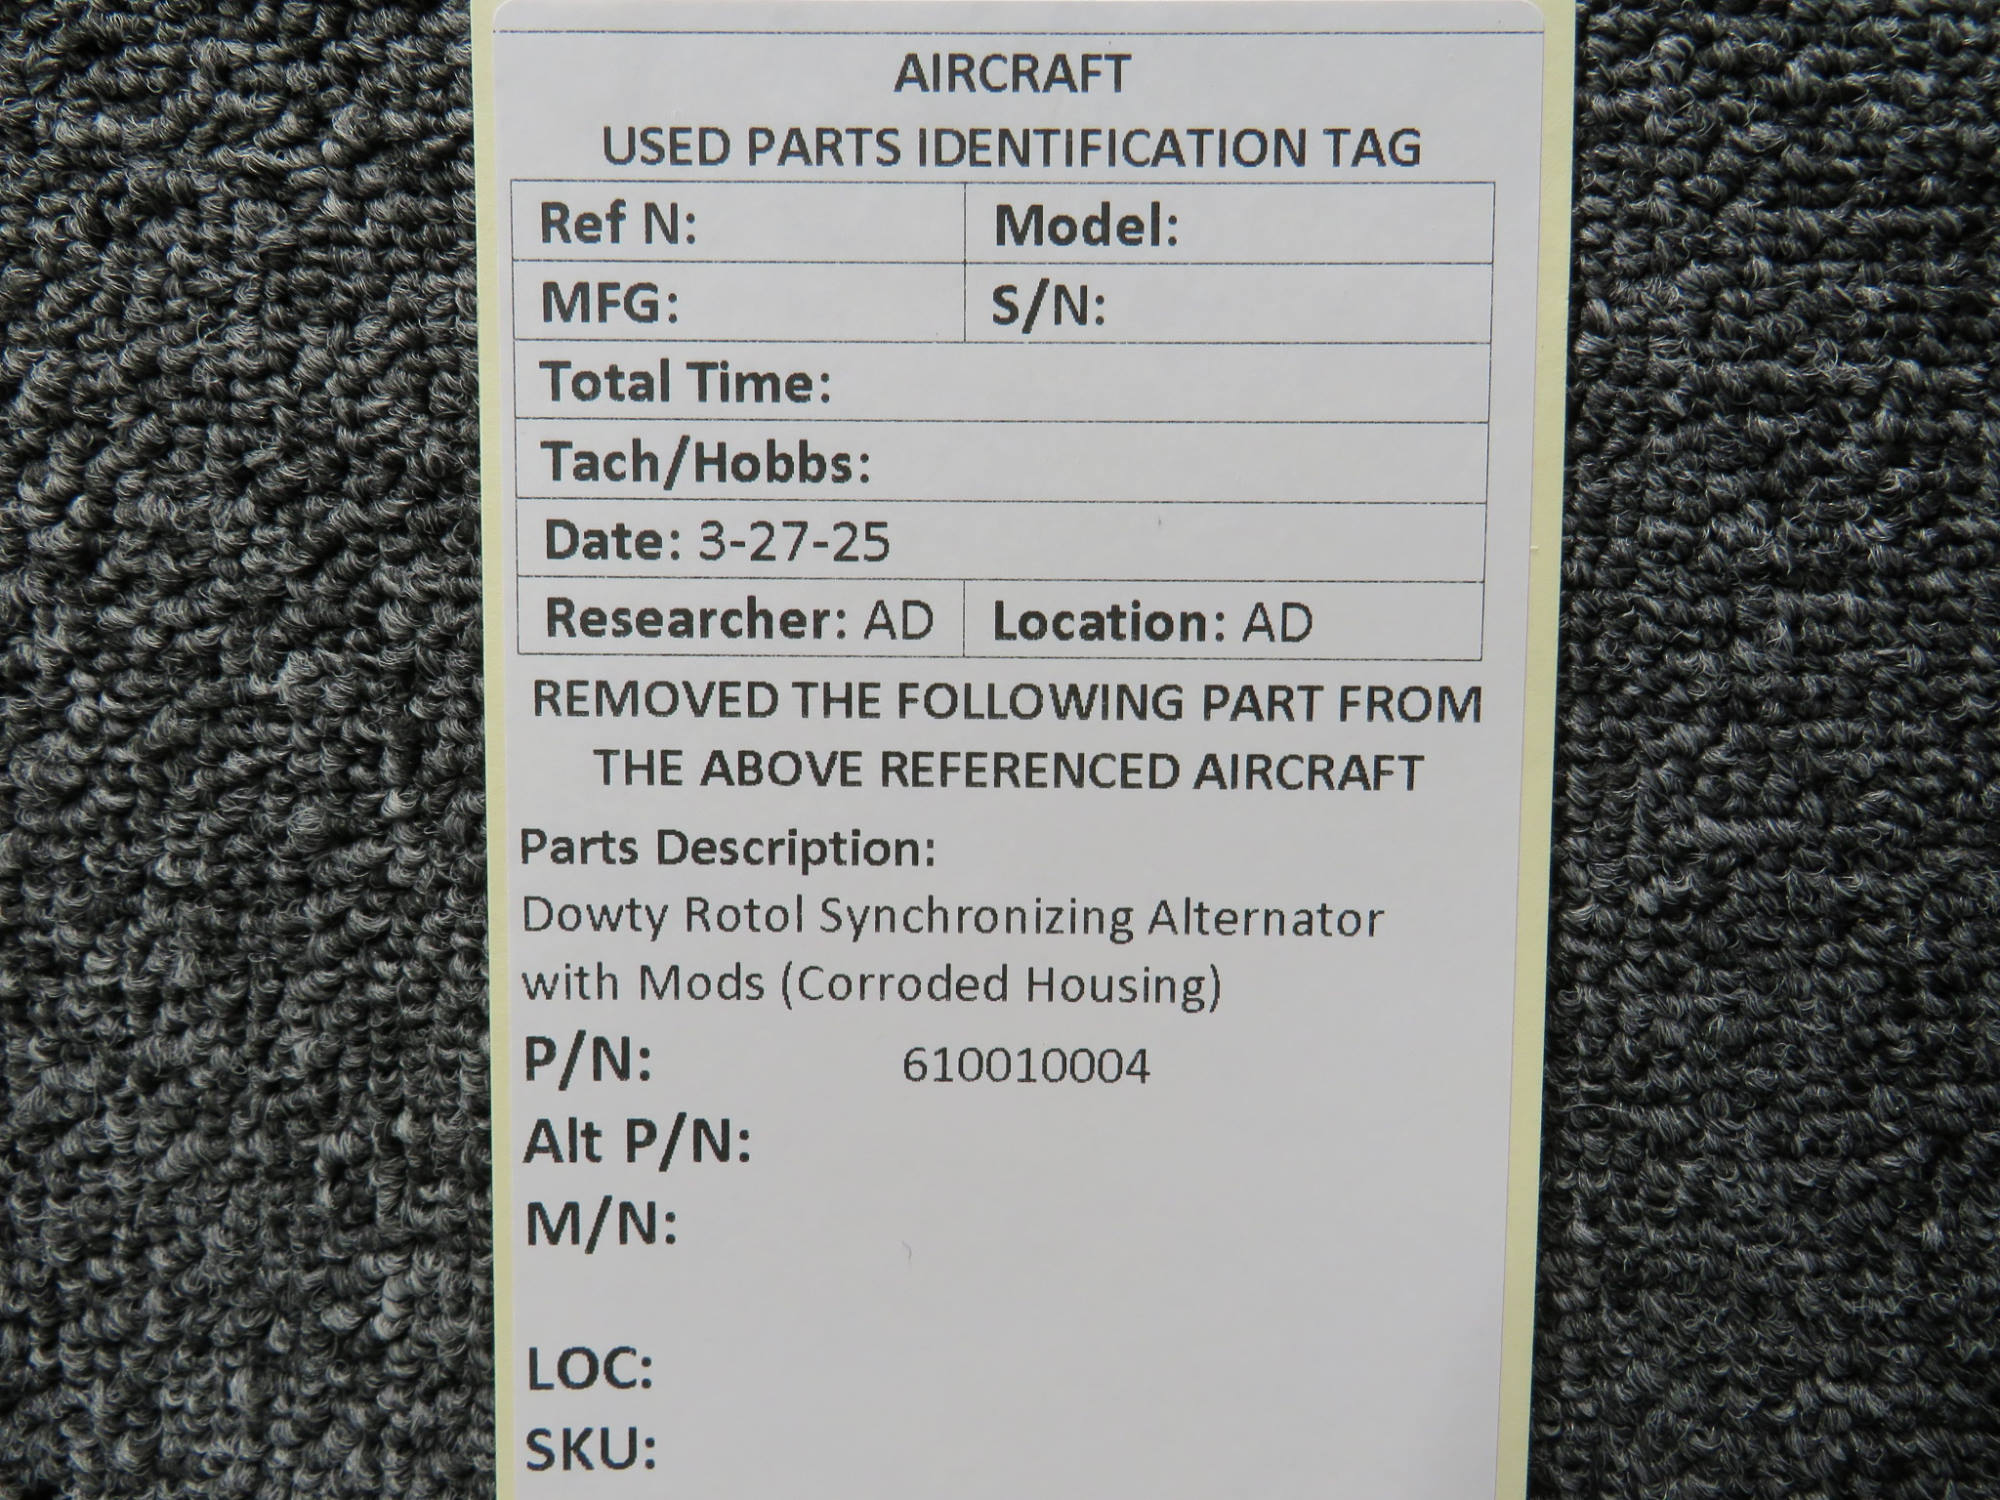 AIRCRAFT
USED PARTS IDENTIFICATION TAG
Ref N: Model:
MFG: S/N:
Total Time:
Tach/Hobbs:
Date: 3-27-25
Researcher: AD Location: AD
REMOVED THE FOLLOWING PART FROM
THE ABOVE REFERENCED AIRCRAFT
Parts Description:
Dowty Rotol Synchronizing Alternator
with Mods (Corroded Housing)
P/N: 610010004
Alt P/N:
M/N:
LOC:
SKU: